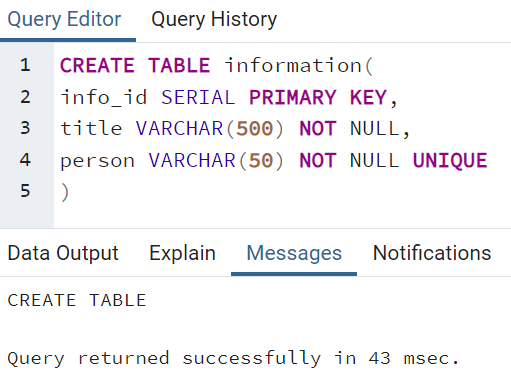 Query Editor Query History
1 CREATE TABLE information(
2 info_id SERIAL PRIMARY KEY,
3 title VARCHAR(500) NOT NULL,
4 person VARCHAR(50) NOT NULL UNIQUE
5 )
Data Output Explain Messages Notifications
CREATE TABLE
Query returned successfully in 43 msec.